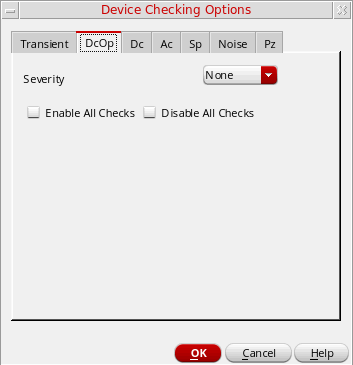 Device Checking Options
Transient DcOp Dc Ac Sp Noise Pz
Severity None
Enable All Checks Disable All Checks
OK Cancel Help